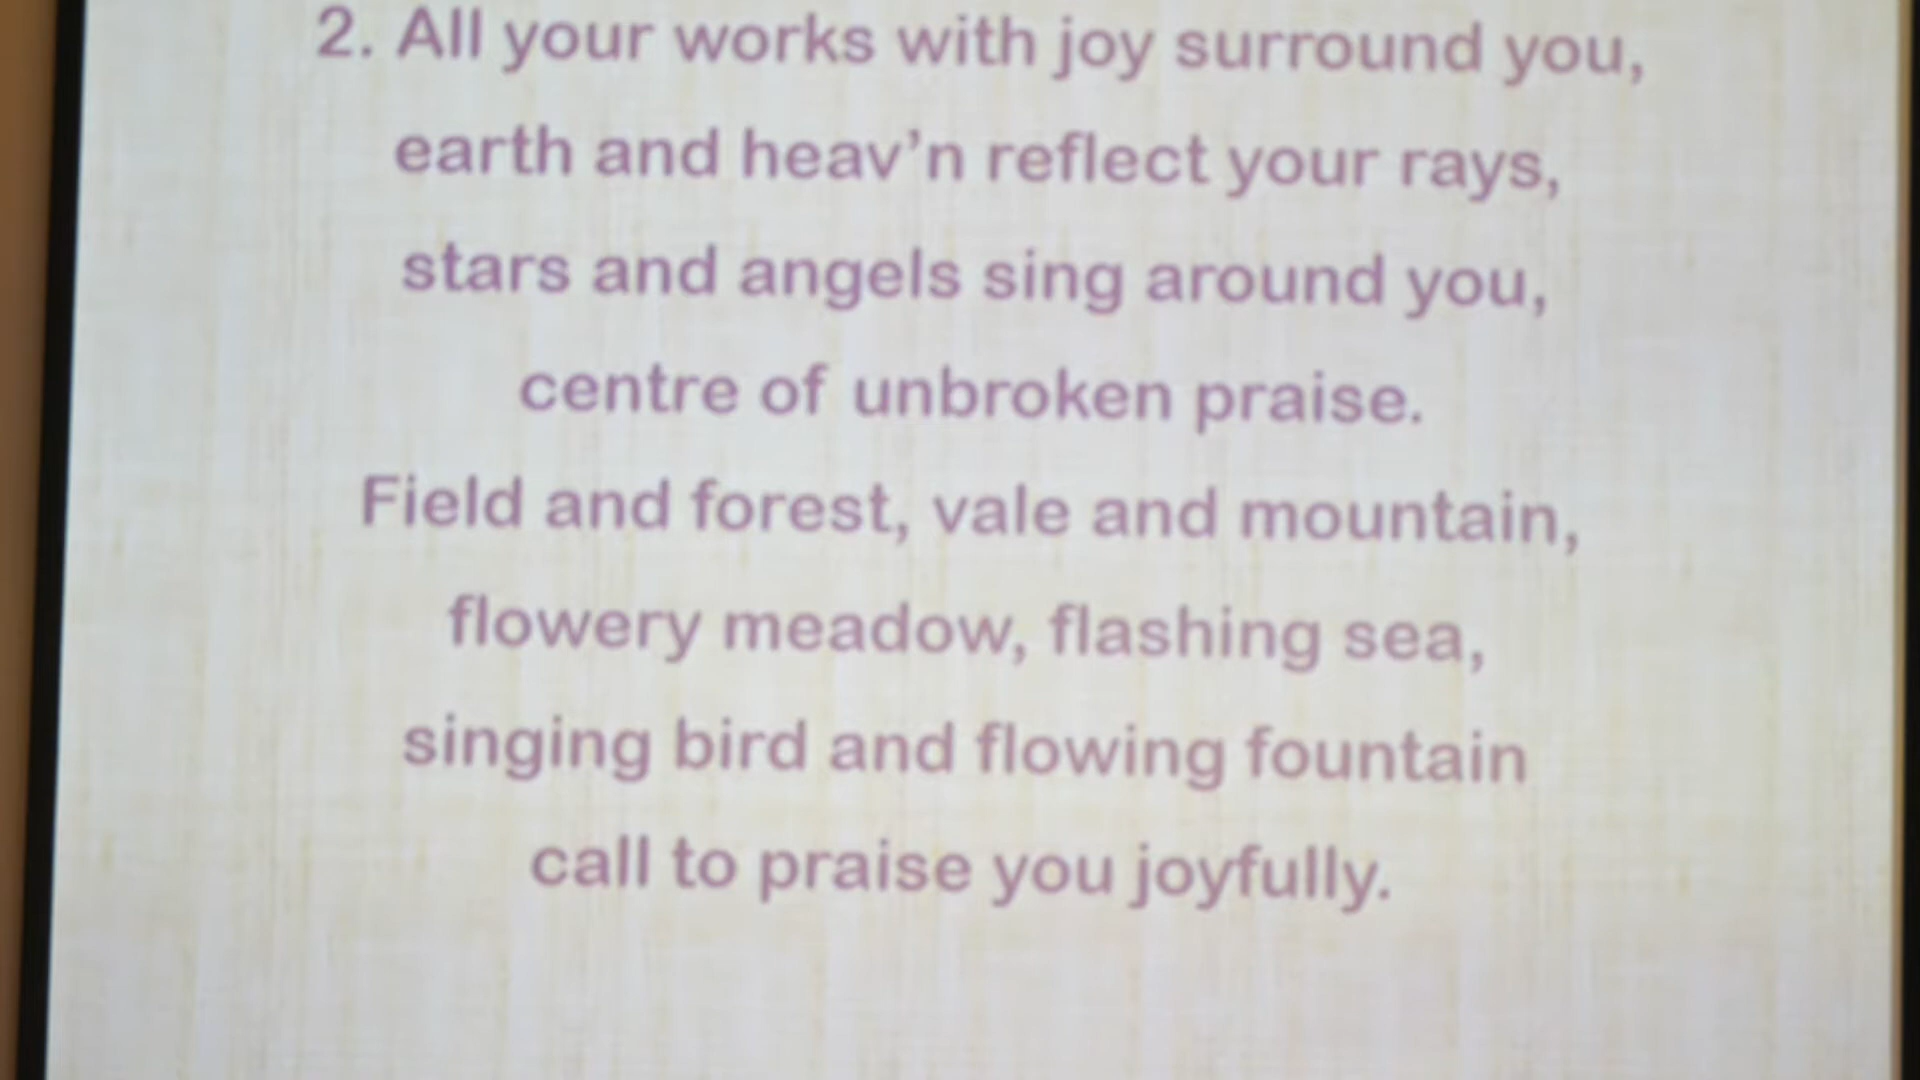 2. All your works with joy surround you,
earth and heav’n reflect your rays,
stars and angels sing around you,
centre of unbroken praise.
Field and forest, vale and mountain,
flowery meadow, flashing sea,
singing bird and flowing fountain
call to praise you joyfully.